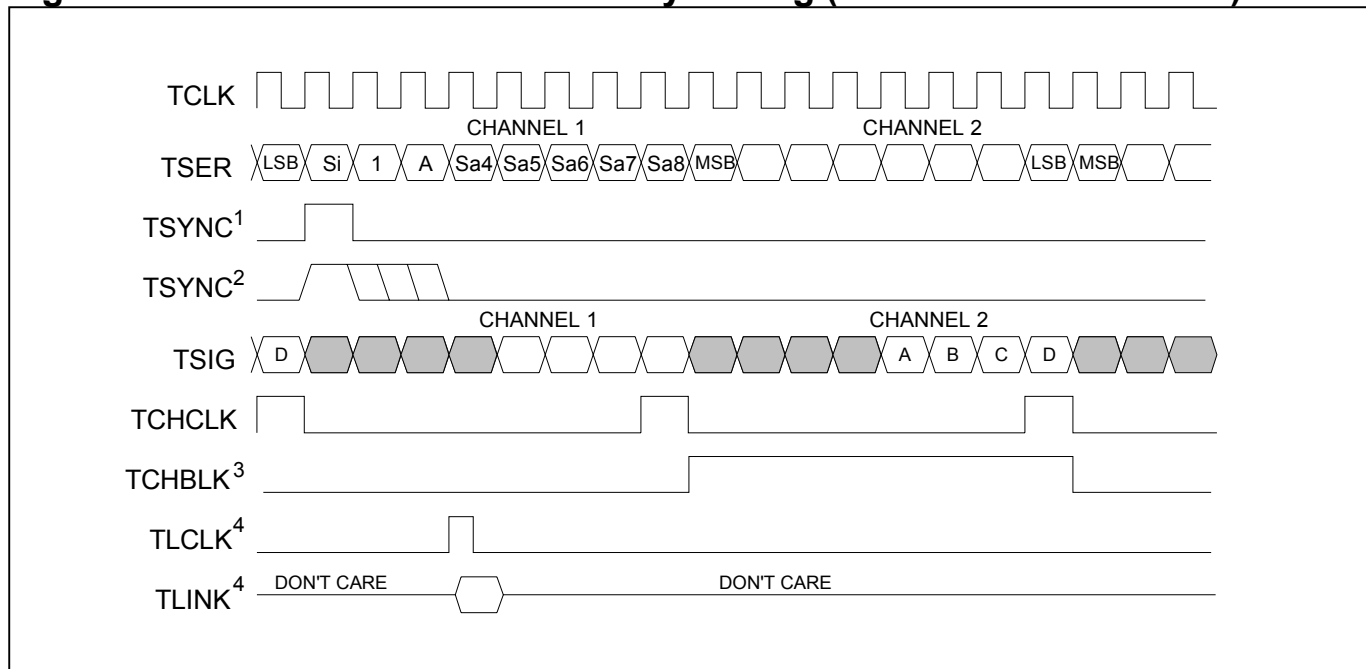 TCLK
CHANNEL 1 CHANNEL 2
TSER LSB Si 1 A Sa4 Sa5 Sa6 Sa7 Sa8 MSB LSB MSB
TSYNC1
TSYNC2
CHANNEL 1 CHANNEL 2
TSIG D A B C D
TCHCLK
TCHBLK3
TLCLK4
TLINK4 DON'T CARE DON'T CARE